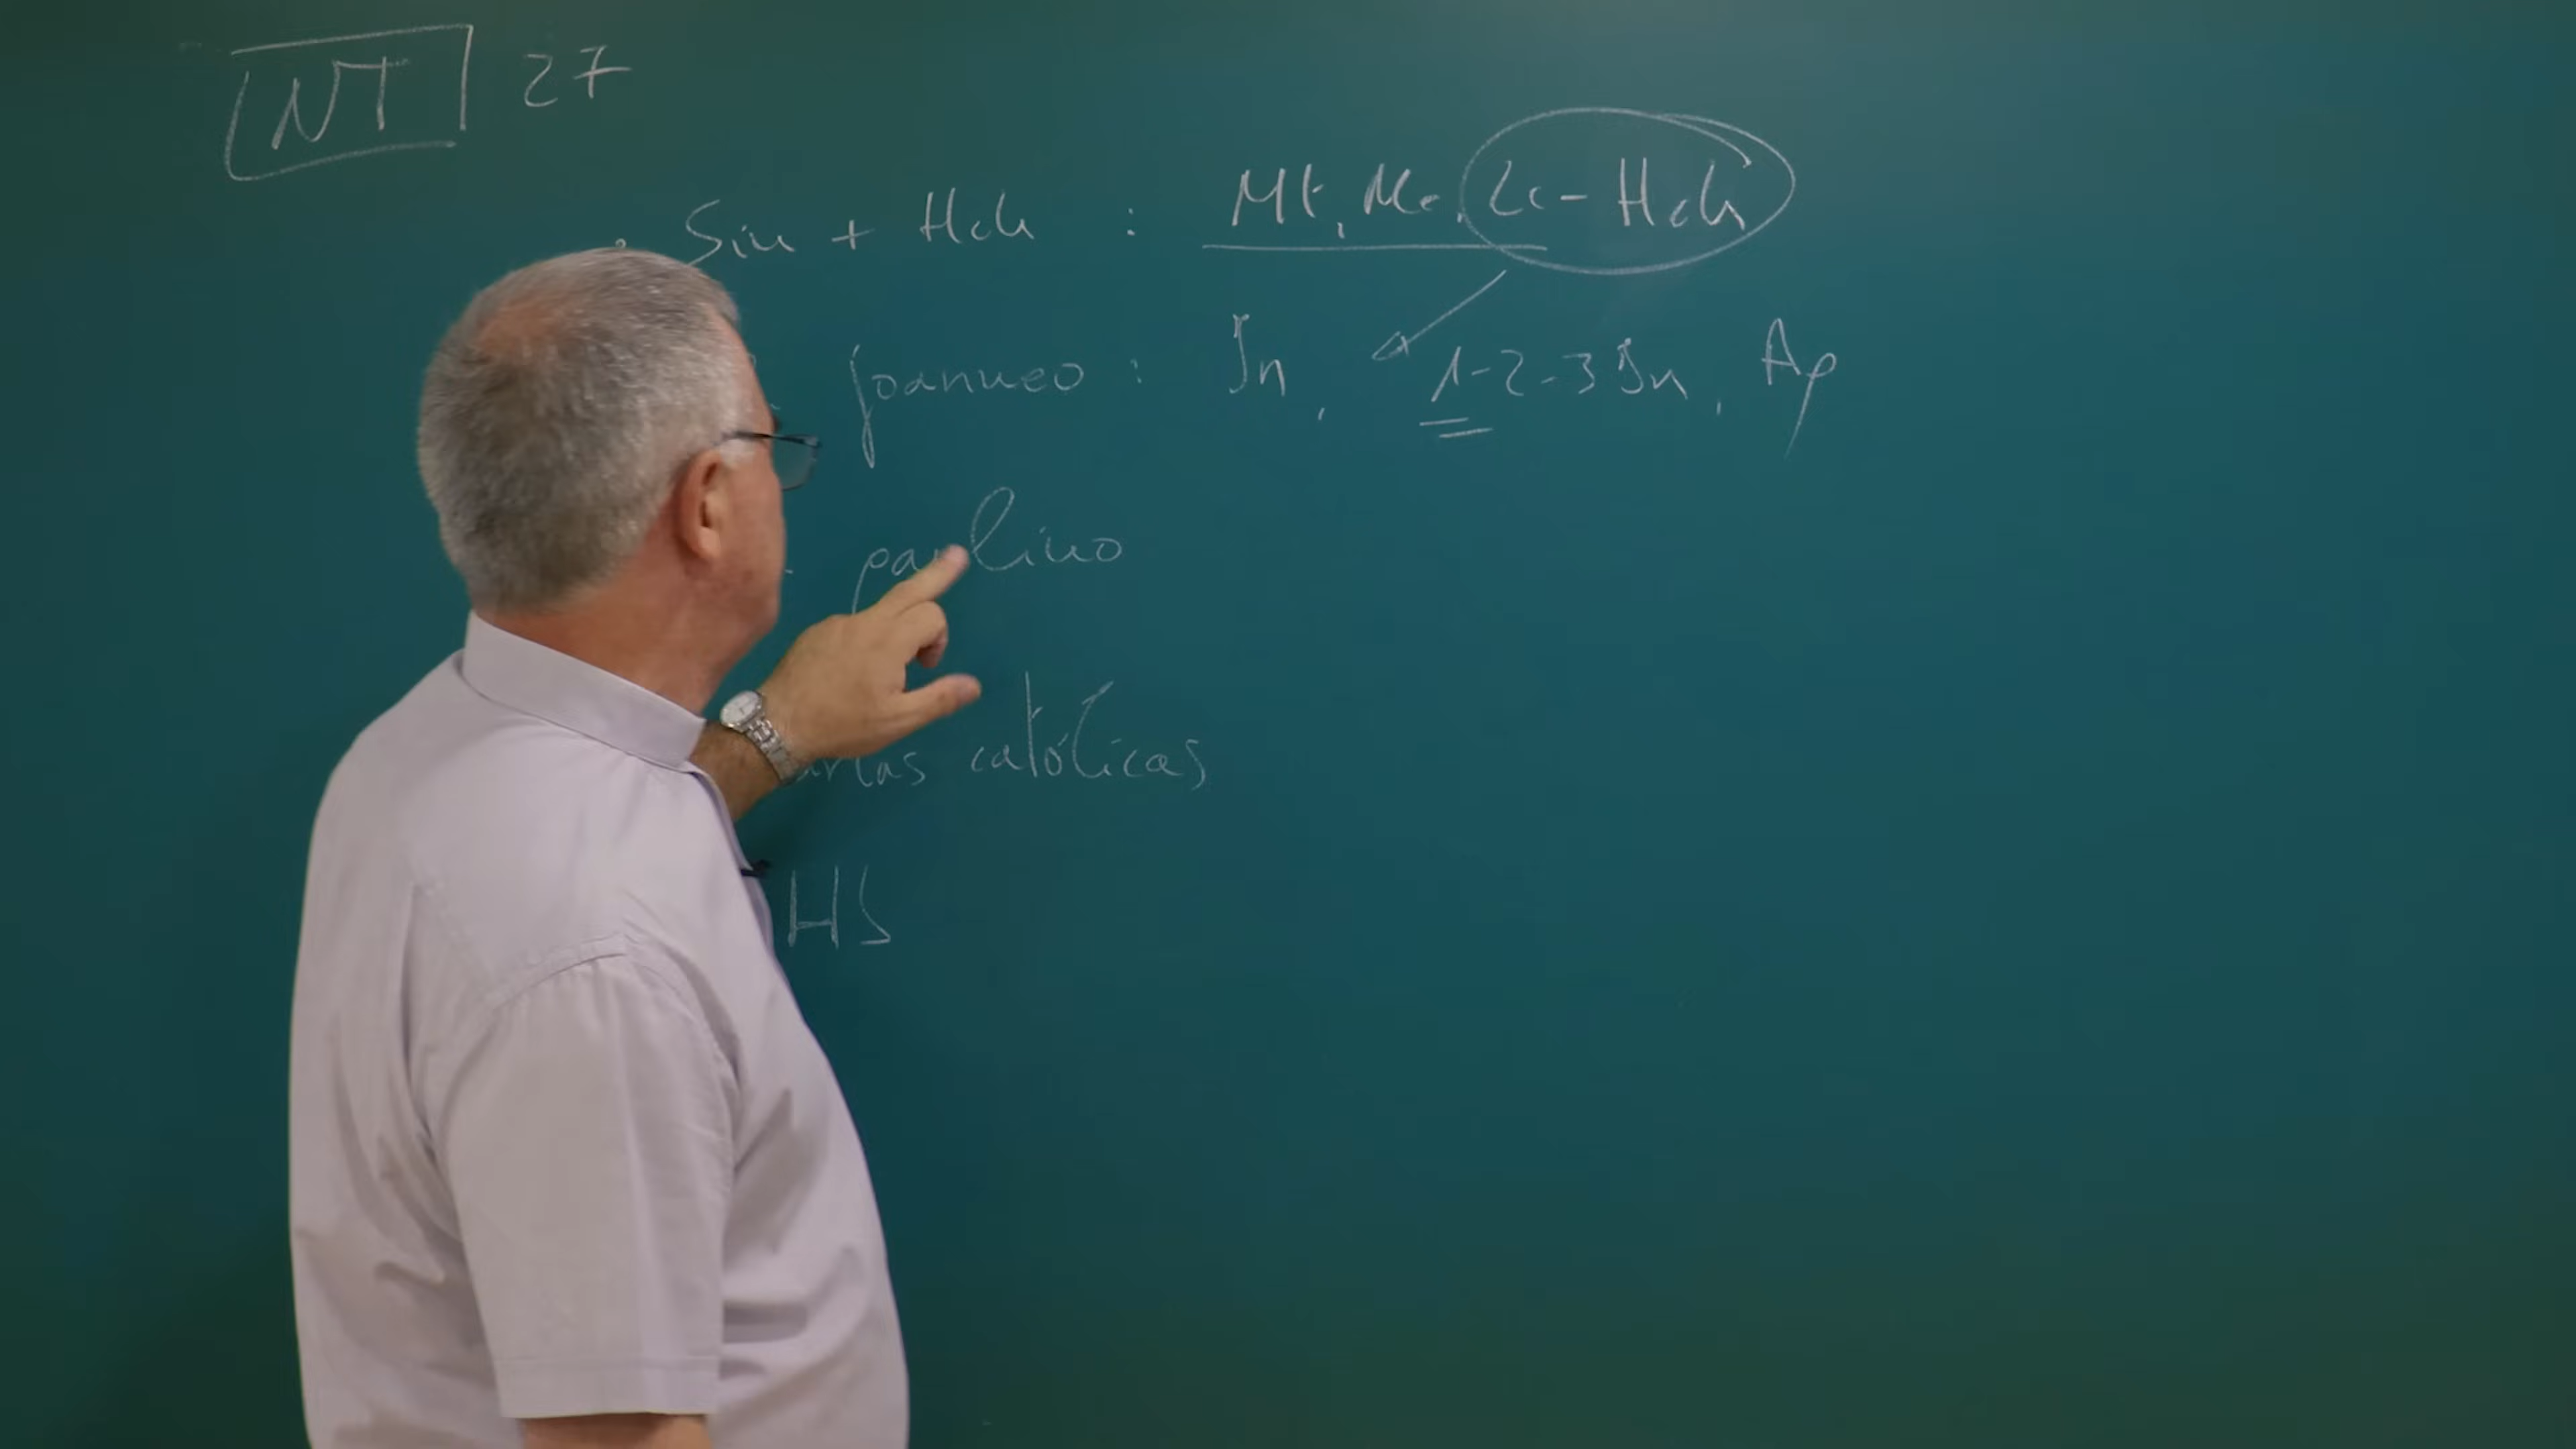 NT 27
Sin + Hch : Mt, Mc, Lc - Hch
joanneo : Jn, 1-2-3 Jn, Ap
paulino
cartas católicas
HS